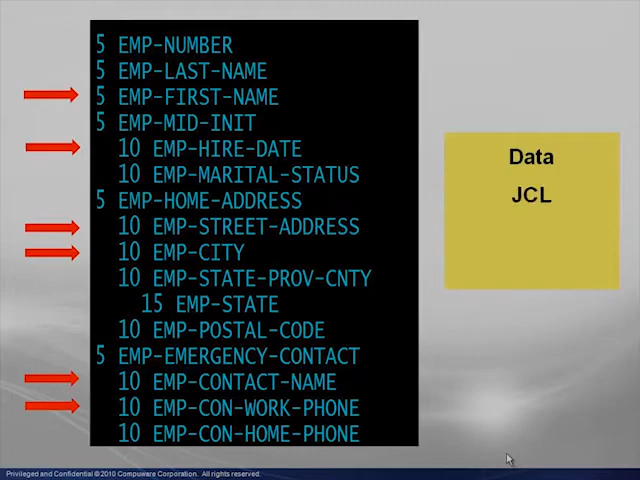 5 EMP-NUMBER
5 EMP-LAST-NAME
5 EMP-FIRST-NAME
5 EMP-MID-INIT
10 EMP-HIRE-DATE
10 EMP-MARITAL-STATUS
5 EMP-HOME-ADDRESS
10 EMP-STREET-ADDRESS
10 EMP-CITY
10 EMP-STATE-PROV-CNTY
15 EMP-STATE
10 EMP-POSTAL-CODE
5 EMP-EMERGENCY-CONTACT
10 EMP-CONTACT-NAME
10 EMP-CON-WORK-PHONE
10 EMP-CON-HOME-PHONE
Data
JCL
Privileged and Confidential © 2010 Compuware Corporation. All rights reserved.